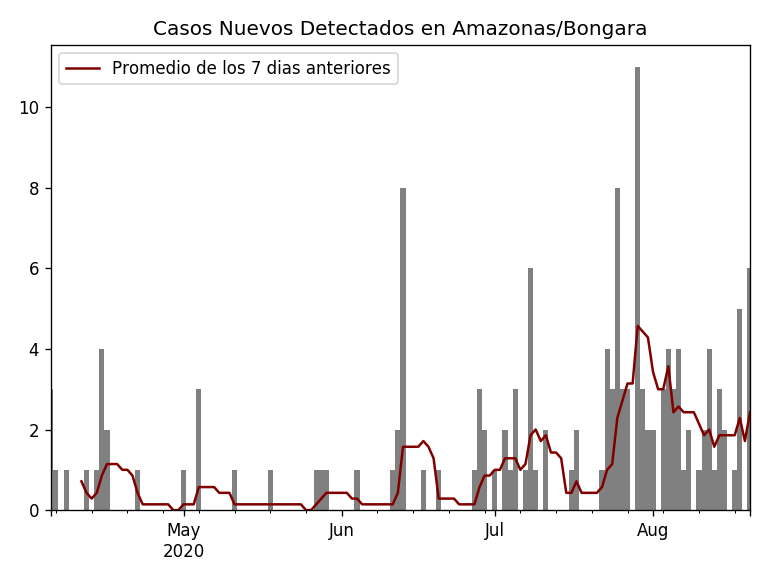 Casos Nuevos Detectados en Amazonas/Bongara
Promedio de los 7 dias anteriores
10
8
6
4
2
0
May
2020
Jun
Jul
Aug